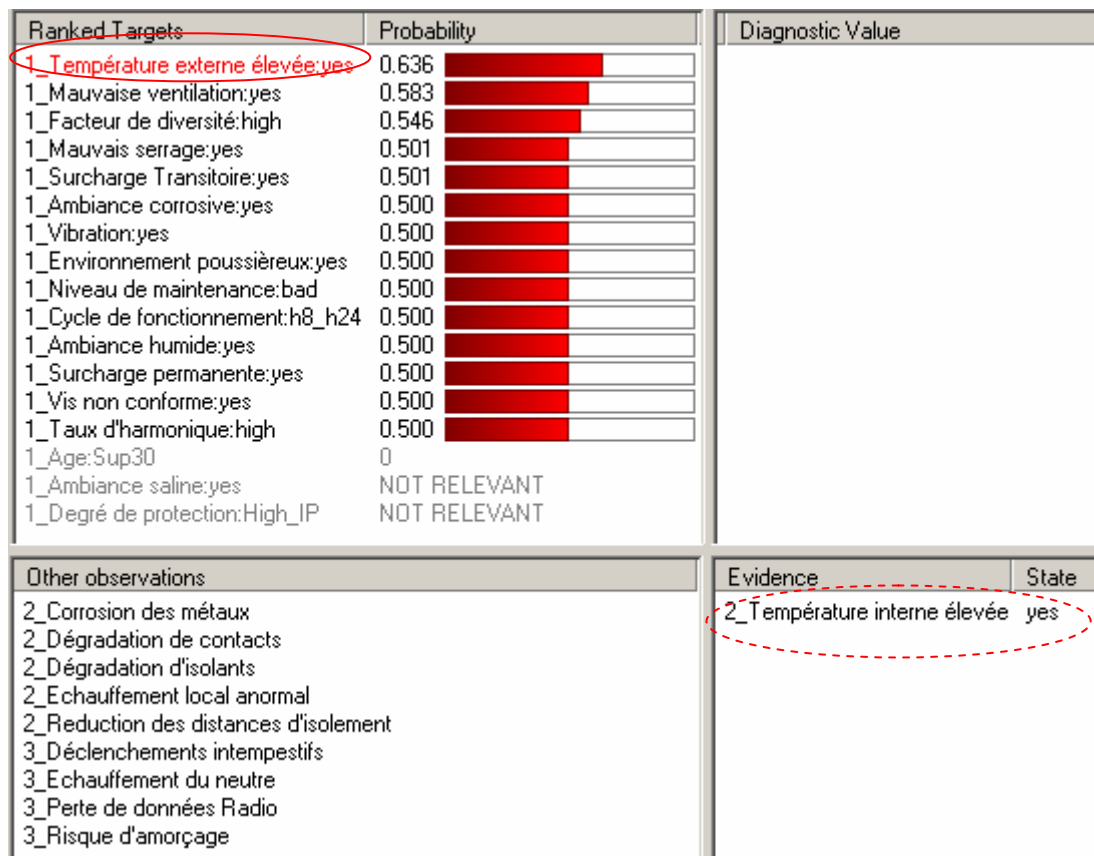 Ranked Targets Probability
1_Température externe élevée:yes 0.636
1_Mauvaise ventilation:yes 0.583
1_Facteur de diversité:high 0.546
1_Mauvais serrage:yes 0.501
1_Surcharge Transitoire:yes 0.501
1_Ambiance corrosive:yes 0.500
1_Vibration:yes 0.500
1_Environnement poussièreux:yes 0.500
1_Niveau de maintenance:bad 0.500
1_Cycle de fonctionnement:h8_h24 0.500
1_Ambiance humide:yes 0.500
1_Surcharge permanente:yes 0.500
1_Vis non conforme:yes 0.500
1_Taux d'harmonique:high 0.500
1_Age:Sup30 0
1_Ambiance saline:yes NOT RELEVANT
1_Degré de protection:High_IP NOT RELEVANT
Diagnostic Value
Other observations
2_Corrosion des métaux
2_Dégradation de contacts
2_Dégradation d'isolants
2_Echauffement local anormal
2_Reduction des distances d'isolement
3_Déclenchements intempestifs
3_Echauffement du neutre
3_Perte de données Radio
3_Risque d'amorçage
Evidence State
2_Température interne élevée yes